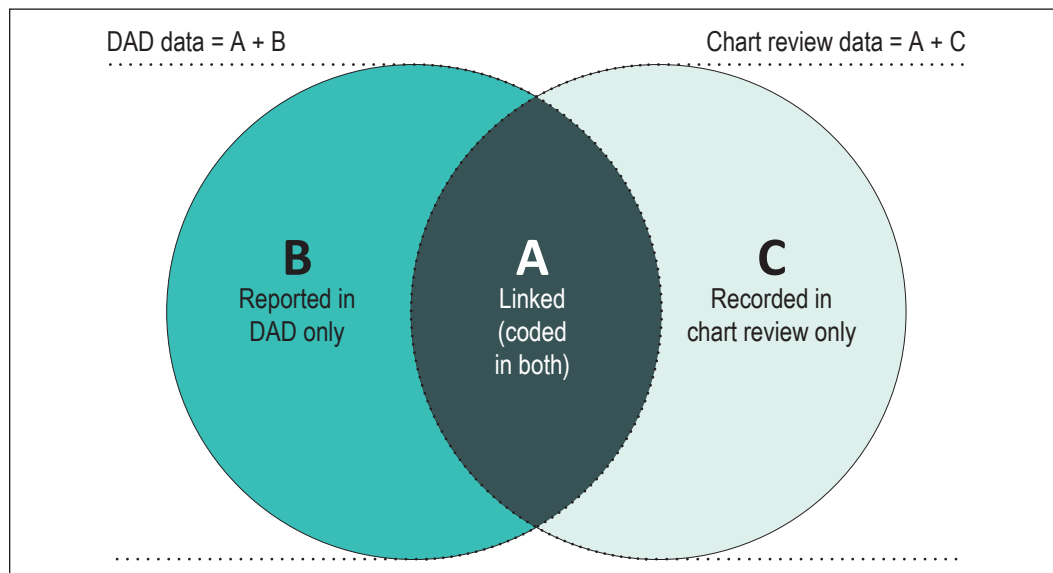 DAD data = A + B
Chart review data = A + C
B
Reported in
DAD only
A
Linked
(coded
in both)
C
Recorded in
chart review only